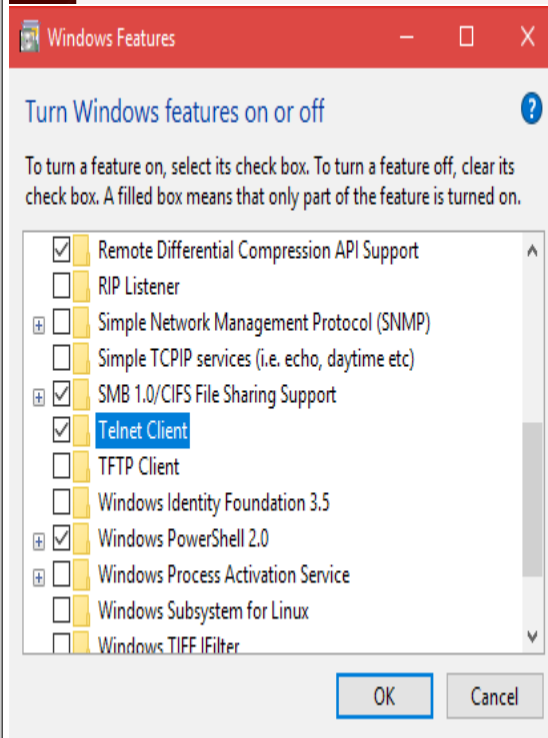 Windows Features
Turn Windows features on or off
?
To turn a feature on, select its check box. To turn a feature off, clear its
check box. A filled box means that only part of the feature is turned on.
Remote Differential Compression API Support
RIP Listener
Simple Network Management Protocol (SNMP)
Simple TCPIP services (i.e. echo, daytime etc)
SMB 1.0/CIFS File Sharing Support
Telnet Client
TFTP Client
Windows Identity Foundation 3.5
Windows PowerShell 2.0
Windows Process Activation Service
Windows Subsystem for Linux
Windows TIFF IFilter
OK
Cancel